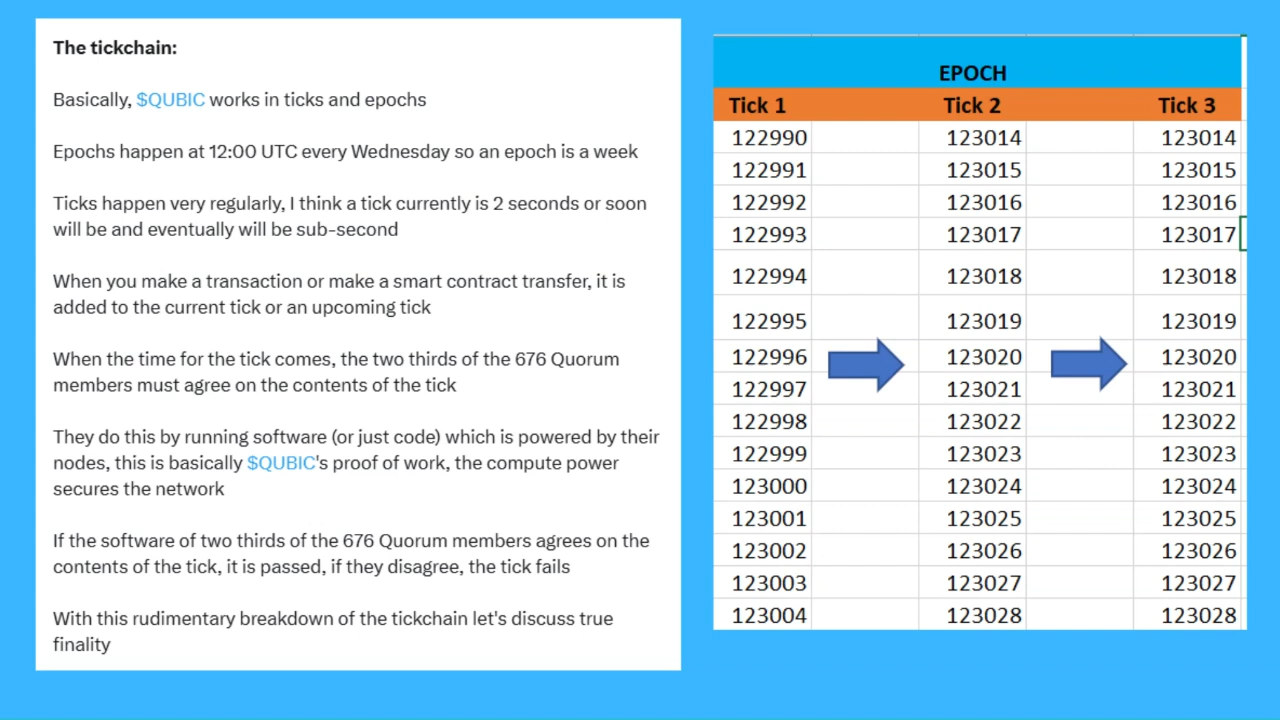 The tickchain:
Basically, $QUBIC works in ticks and epochs
Epochs happen at 12:00 UTC every Wednesday so an epoch is a week
Ticks happen very regularly, I think a tick currently is 2 seconds or soon
will be and eventually will be sub-second
When you make a transaction or make a smart contract transfer, it is
added to the current tick or an upcoming tick
When the time for the tick comes, the two thirds of the 676 Quorum
members must agree on the contents of the tick
They do this by running software (or just code) which is powered by their
nodes, this is basically $QUBIC's proof of work, the compute power
secures the network
If the software of two thirds of the 676 Quorum members agrees on the
contents of the tick, it is passed, if they disagree, the tick fails
With this rudimentary breakdown of the tickchain let's discuss true
finality
EPOCH
Tick 1 Tick 2 Tick 3
122990 123014 123014
122991 123015 123015
122992 123016 123016
122993 123017 123017
122994 123018 123018
122995 123019 123019
122996 123020 123020
122997 123021 123021
122998 123022 123022
122999 123023 123023
123000 123024 123024
123001 123025 123025
123002 123026 123026
123003 123027 123027
123004 123028 123028